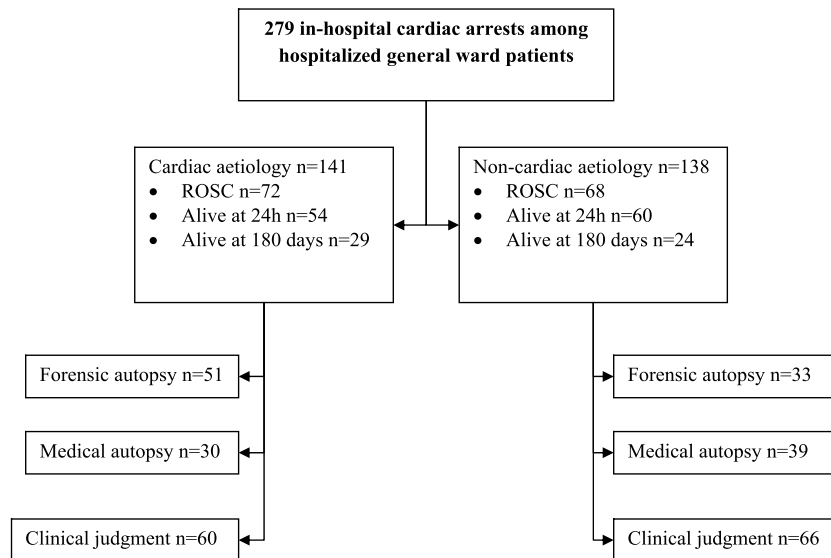 279 in-hospital cardiac arrests among
hospitalized general ward patients
Cardiac aetiology n=141
• ROSC n=72
• Alive at 24h n=54
• Alive at 180 days n=29
Non-cardiac aetiology n=138
• ROSC n=68
• Alive at 24h n=60
• Alive at 180 days n=24
Forensic autopsy n=51
Forensic autopsy n=33
Medical autopsy n=30
Medical autopsy n=39
Clinical judgment n=60
Clinical judgment n=66